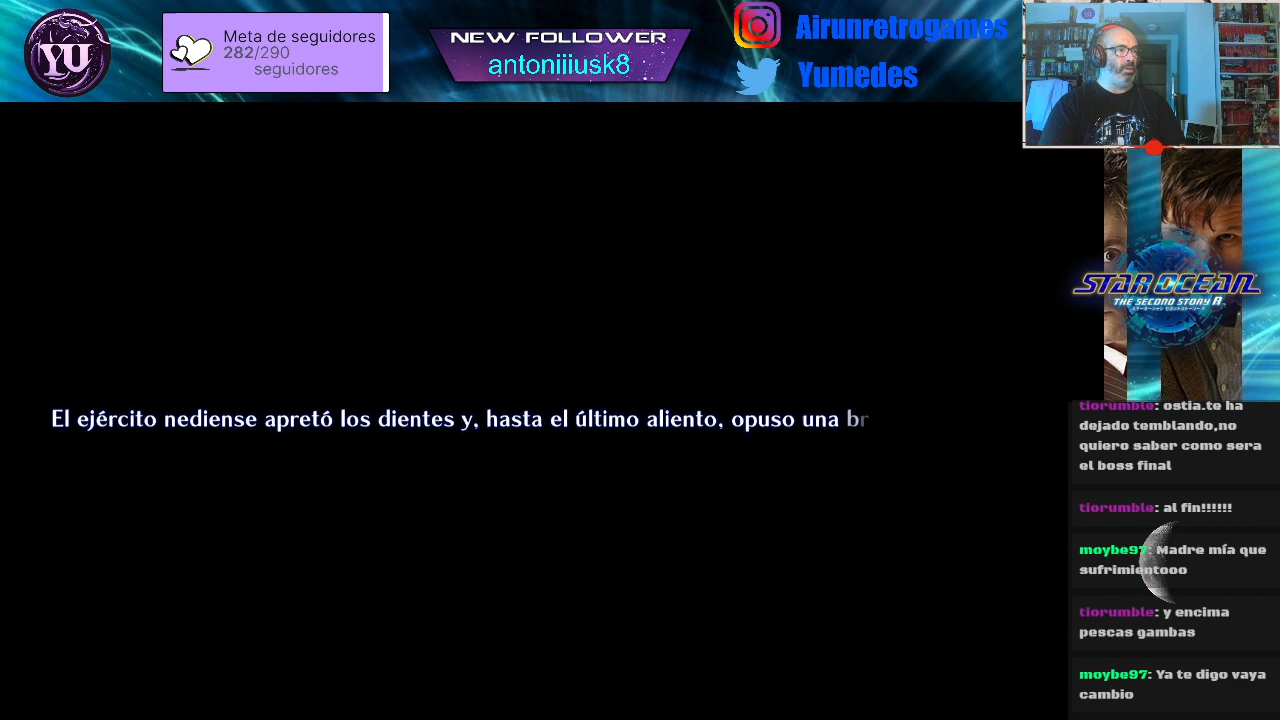 YU
Meta de seguidores
282/290
seguidores
NEW FOLLOWER
antoniiiusk8
Airunretrogames
Yumedes
STAR OCEAN
THE SECOND STORY R
El ejército nediense apretó los dientes y, hasta el último aliento, opuso una br
tiorumble: ostia.te ha
dejado temblando,no
quiero saber como sera
el boss final
tiorumble: al fin!!!!!!
moybe97: Madre mía que
sufrimientooo
tiorumble: y encima
pescas gambas
moybe97: Ya te digo vaya
cambio